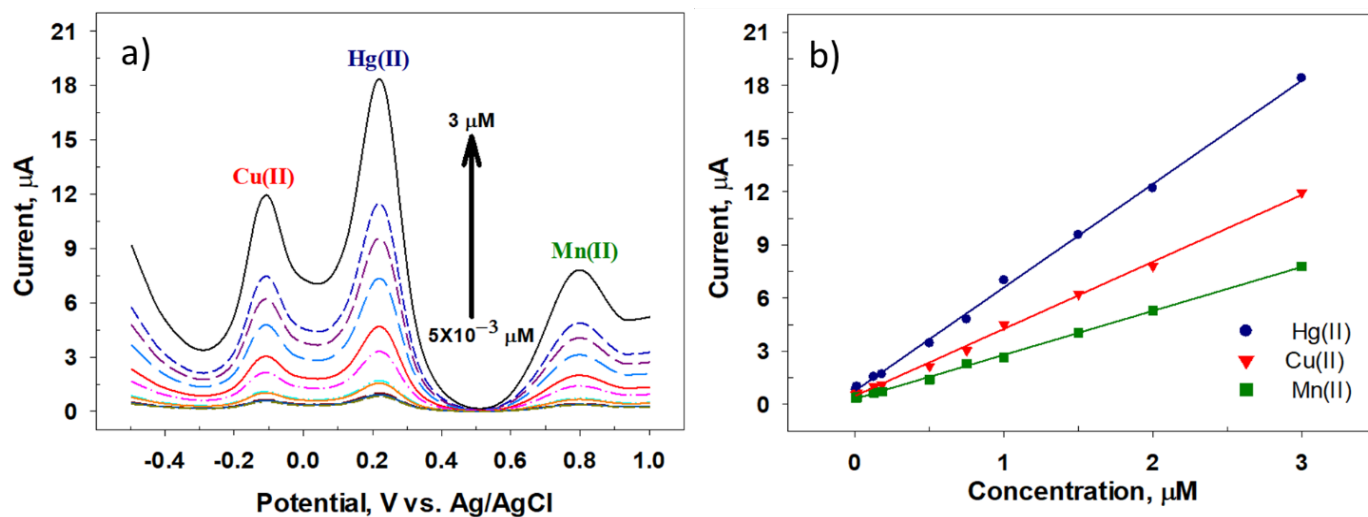 a)
Current, μA
21
18
15
12
9
6
3
0
Cu(II)
Hg(II)
Mn(II)
3 μM
5X10⁻³ μM
-0.4 -0.2 0.0 0.2 0.4 0.6 0.8 1.0
Potential, V vs. Ag/AgCl
b)
Current, μA
21
18
15
12
9
6
3
0
Hg(II)
Cu(II)
Mn(II)
0 1 2 3
Concentration, μM